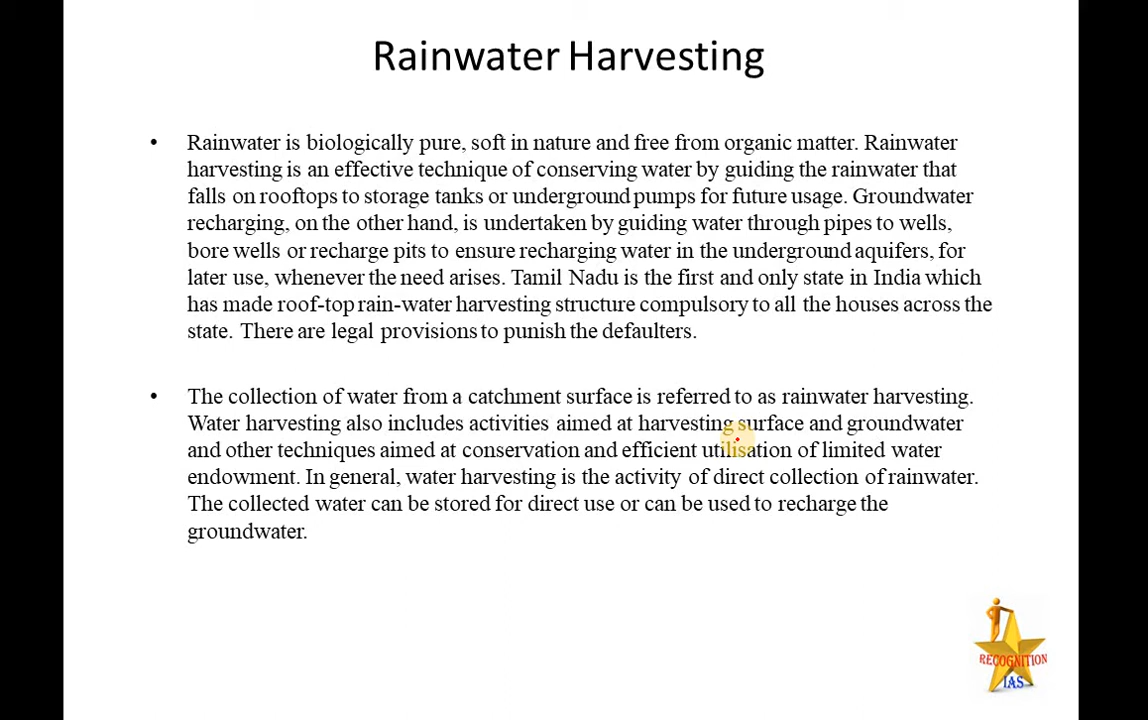 Rainwater Harvesting
• Rainwater is biologically pure, soft in nature and free from organic matter. Rainwater
harvesting is an effective technique of conserving water by guiding the rainwater that
falls on rooftops to storage tanks or underground pumps for future usage. Groundwater
recharging, on the other hand, is undertaken by guiding water through pipes to wells,
bore wells or recharge pits to ensure recharging water in the underground aquifers, for
later use, whenever the need arises. Tamil Nadu is the first and only state in India which
has made roof-top rain-water harvesting structure compulsory to all the houses across the
state. There are legal provisions to punish the defaulters.
• The collection of water from a catchment surface is referred to as rainwater harvesting.
Water harvesting also includes activities aimed at harvesting surface and groundwater
and other techniques aimed at conservation and efficient utilisation of limited water
endowment. In general, water harvesting is the activity of direct collection of rainwater.
The collected water can be stored for direct use or can be used to recharge the
groundwater.
RECOGNITION
IAS